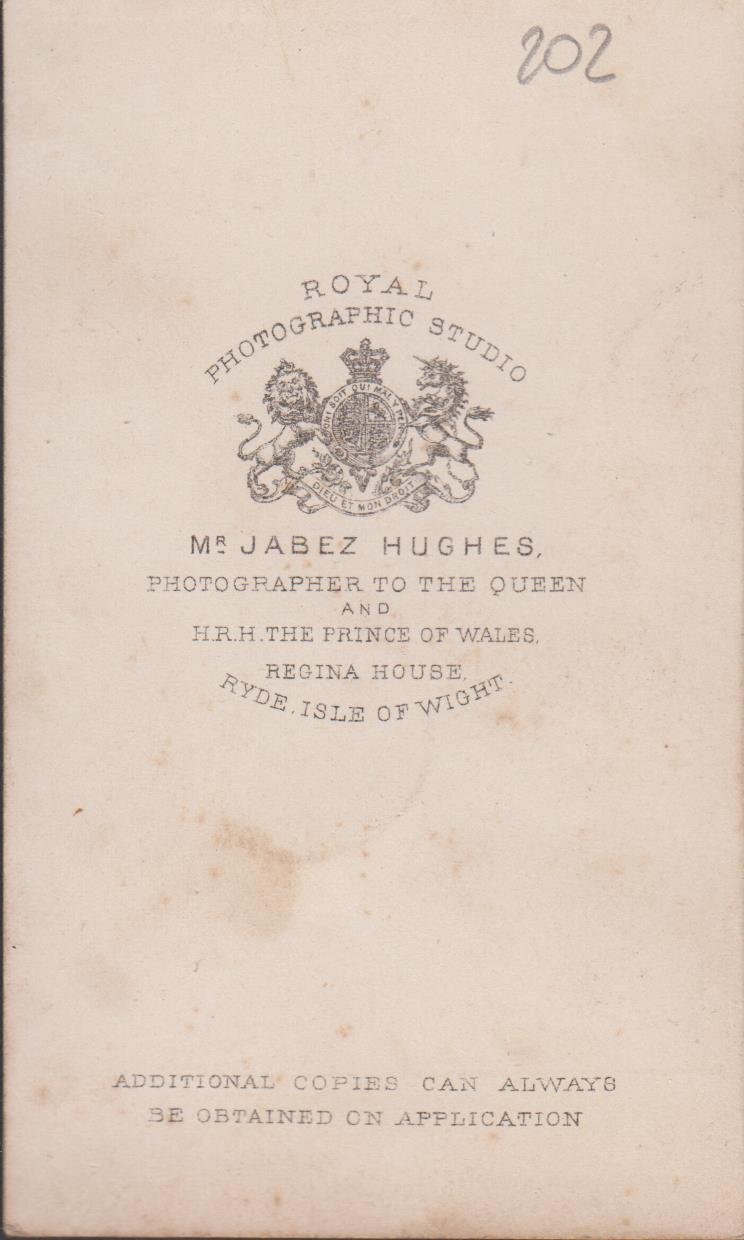 202
ROYAL
PHOTOGRAPHIC STUDIO
HONI SOIT QUI MAL Y PENSE
DIEU ET MON DROIT
MR JABEZ HUGHES,
PHOTOGRAPHER TO THE QUEEN
AND
H.R.H. THE PRINCE OF WALES,
REGINA HOUSE,
RYDE, ISLE OF WIGHT.
ADDITIONAL COPIES CAN ALWAYS
BE OBTAINED ON APPLICATION